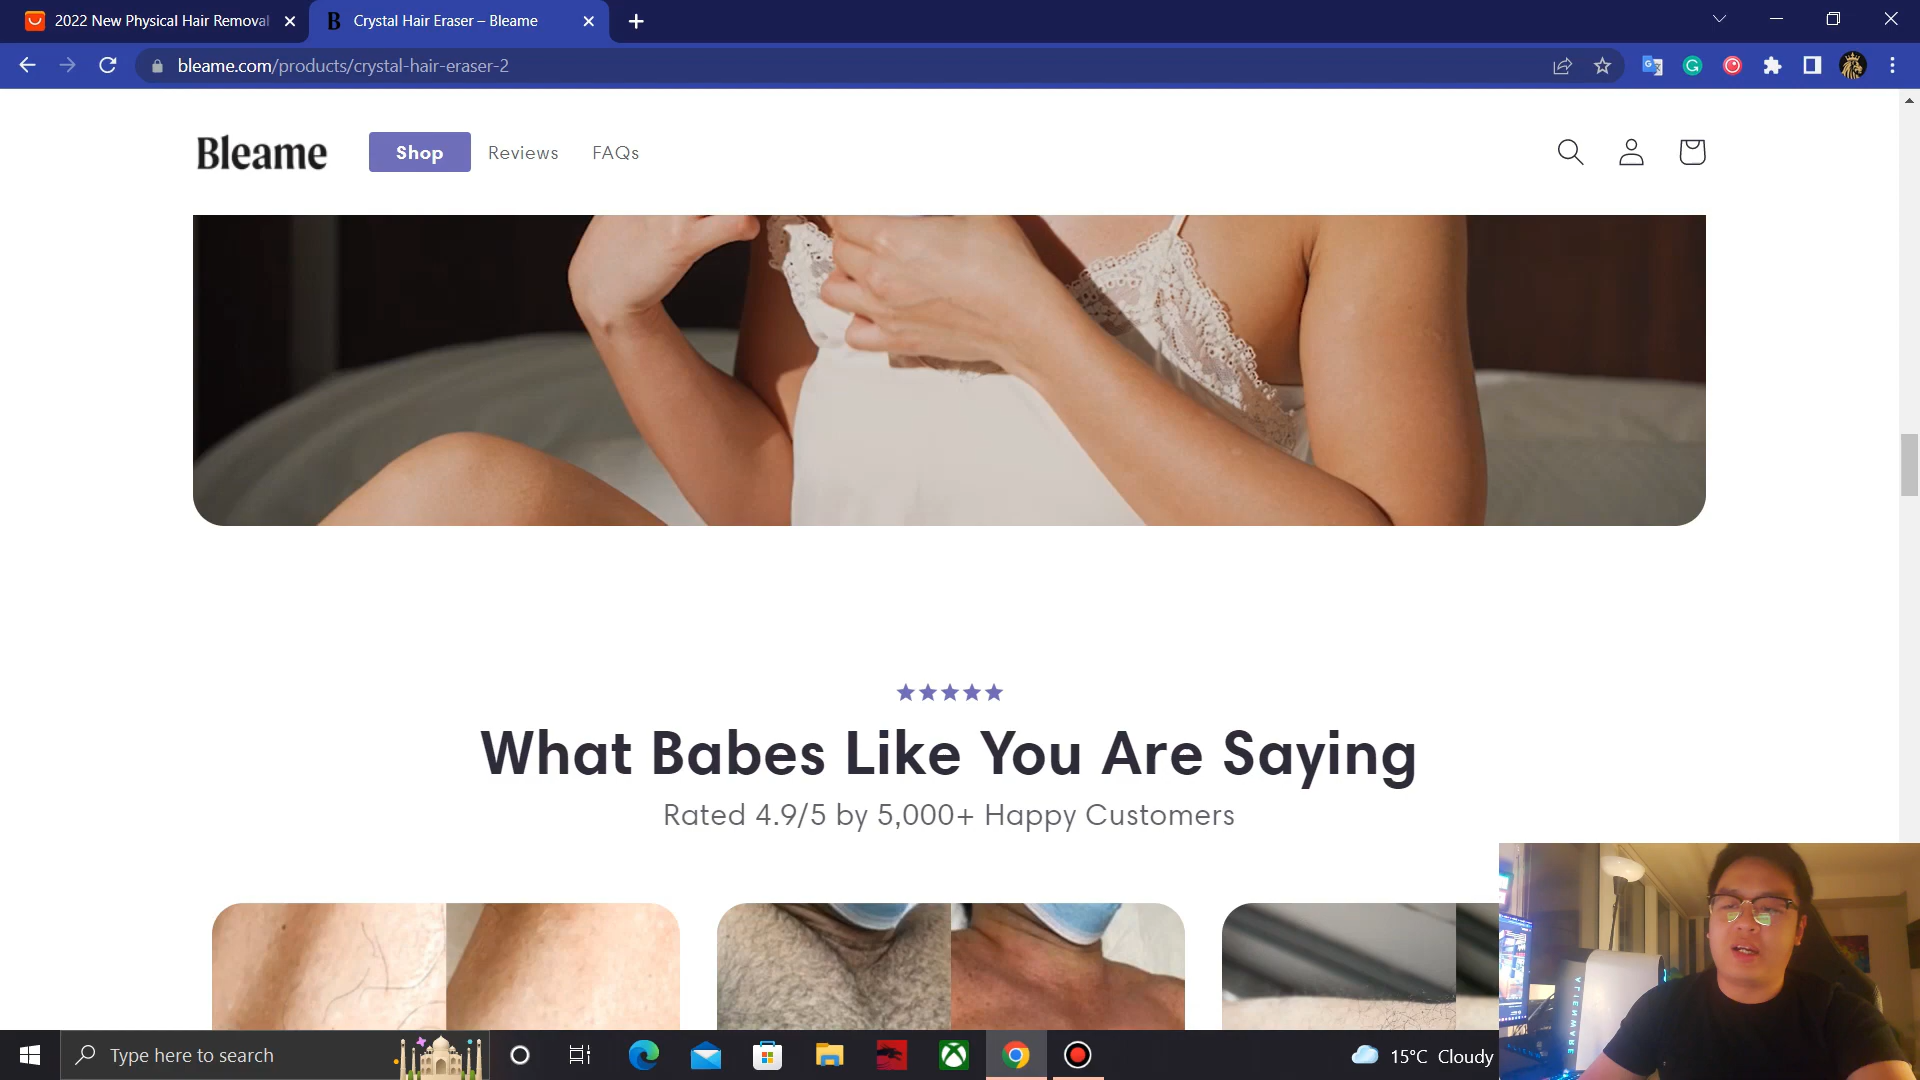 2022 New Physical Hair Removal
B Crystal Hair Eraser – Bleame
bleame.com/products/crystal-hair-eraser-2
Bleame
Shop
Reviews
FAQs
What Babes Like You Are Saying
Rated 4.9/5 by 5,000+ Happy Customers
ALIENWARE
Type here to search
15°C Cloudy